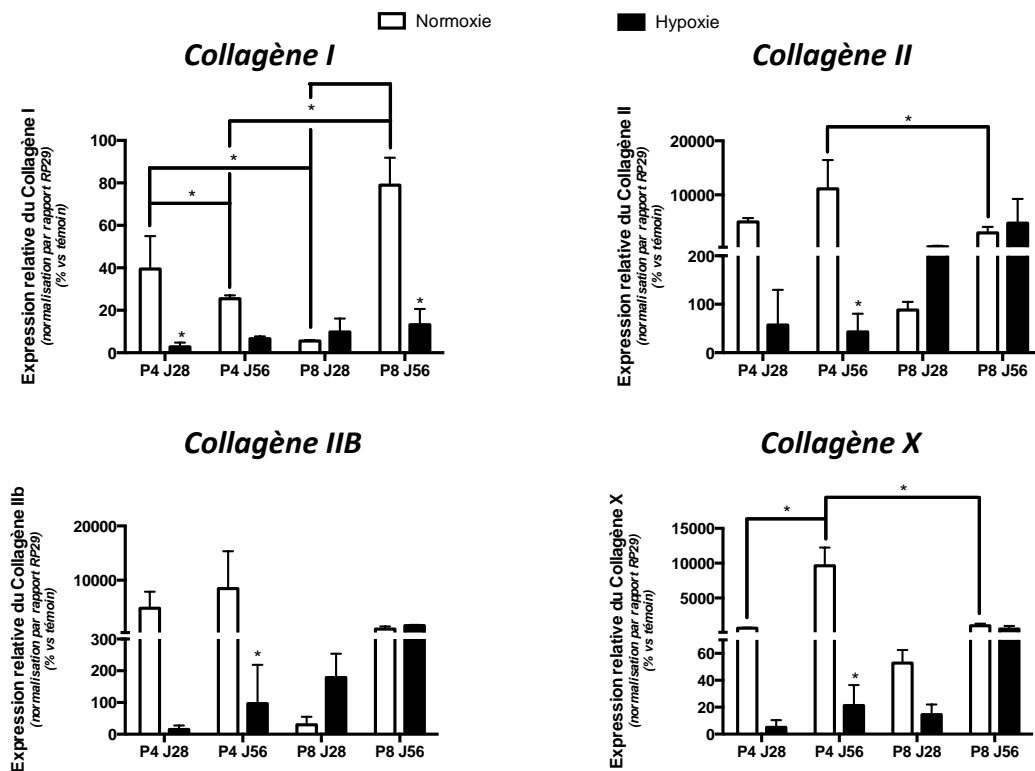 Normoxie
Hypoxie
Collagène I
Expression relative du Collagène I
(normalisation par rapport RP29)
(% vs témoin)
100
80
60
40
20
0
*
*
*
*
*
P4 J28
P4 J56
P8 J28
P8 J56
Collagène II
Expression relative du Collagène II
(normalisation par rapport RP29)
(% vs témoin)
20000
10000
200
100
0
*
*
P4 J28
P4 J56
P8 J28
P8 J56
Collagène IIB
Expression relative du Collagène IIb
(normalisation par rapport RP29)
(% vs témoin)
20000
10000
300
200
100
0
*
P4 J28
P4 J56
P8 J28
P8 J56
Collagène X
Expression relative du Collagène X
(normalisation par rapport RP29)
(% vs témoin)
15000
10000
5000
60
40
20
0
*
*
*
P4 J28
P4 J56
P8 J28
P8 J56